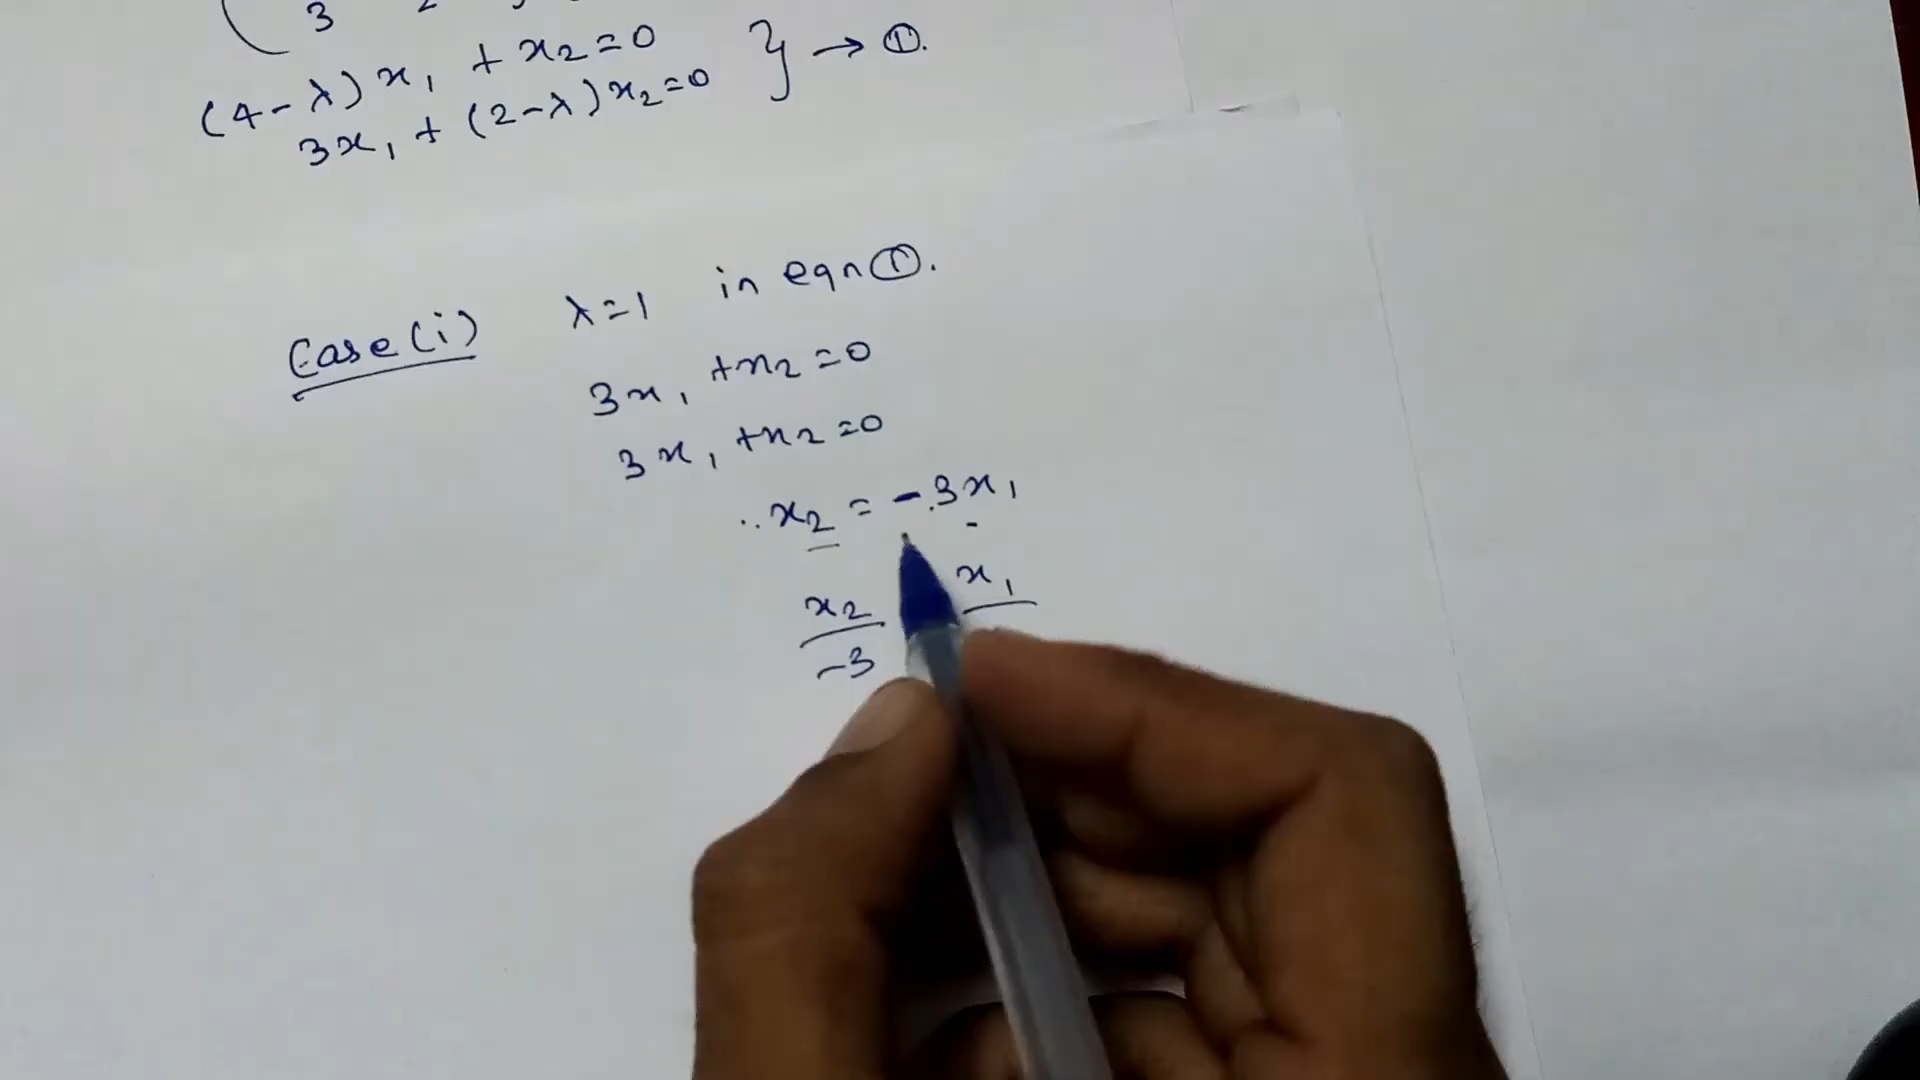 3
(4-λ)x₁ + x₂=0
3x₁ + (2-λ)x₂=0 } → ①.
Case(i) λ=1 in eqn ①.
3x₁ +x₂=0
3x₁ +x₂=0
∴ x₂ = -3x₁
x₂/-3 x₁/